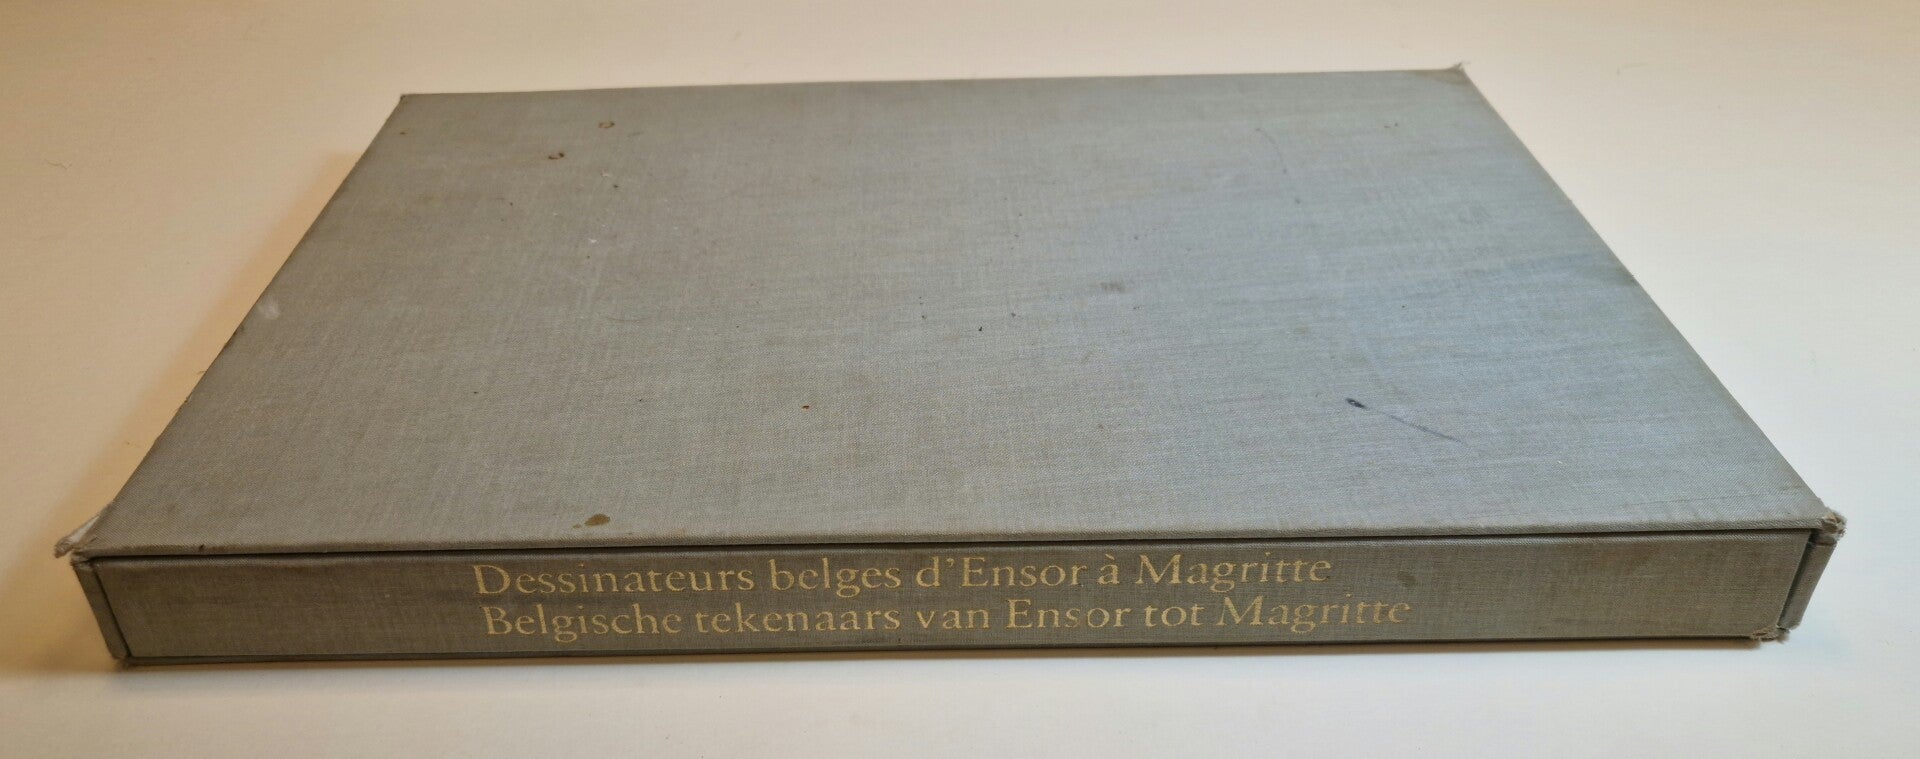 Dessinateurs belges d'Ensor à Magritte
Belgische tekenaars van Ensor tot Magritte